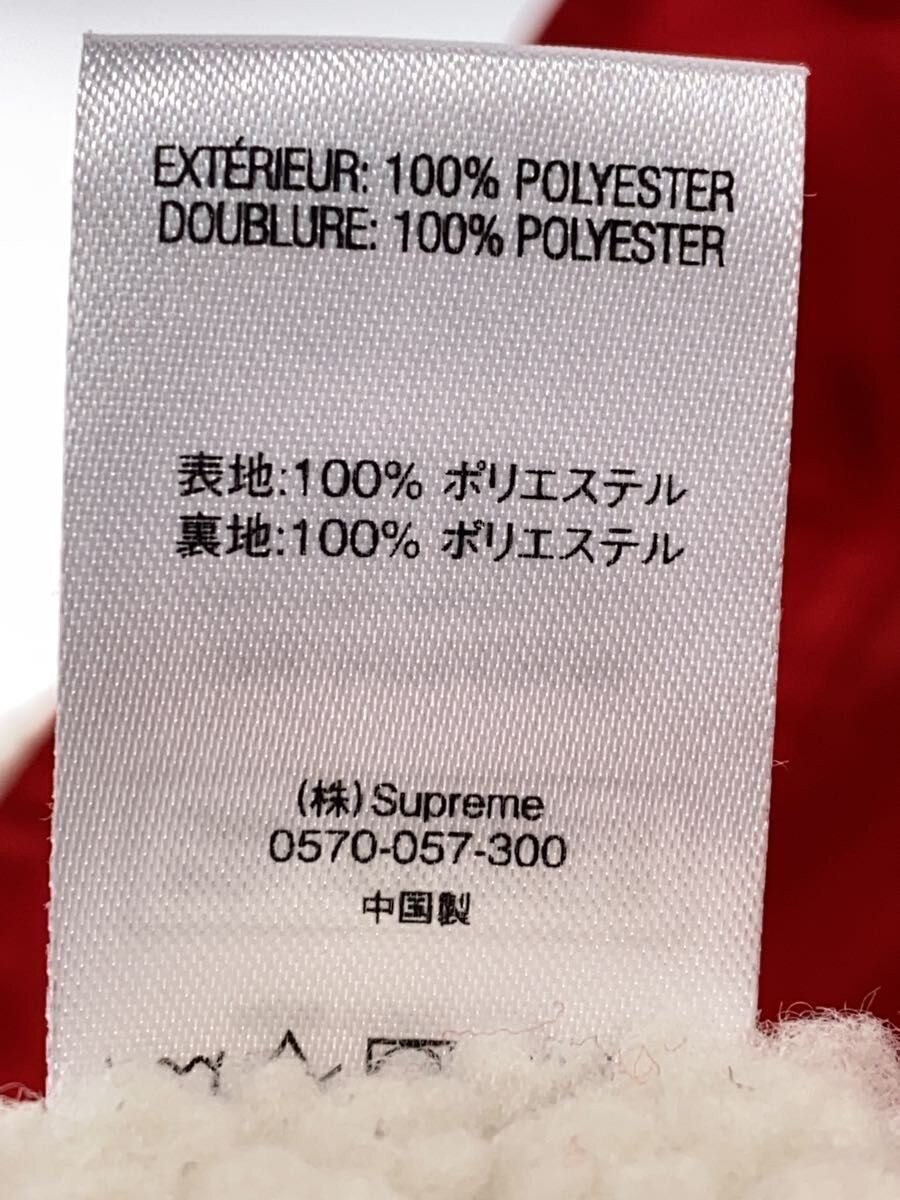 EXTÉRIEUR: 100% POLYESTER
DOUBLURE: 100% POLYESTER
表地:100% ポリエステル
裏地:100% ポリエステル
(株)Supreme
0570-057-300
中国製